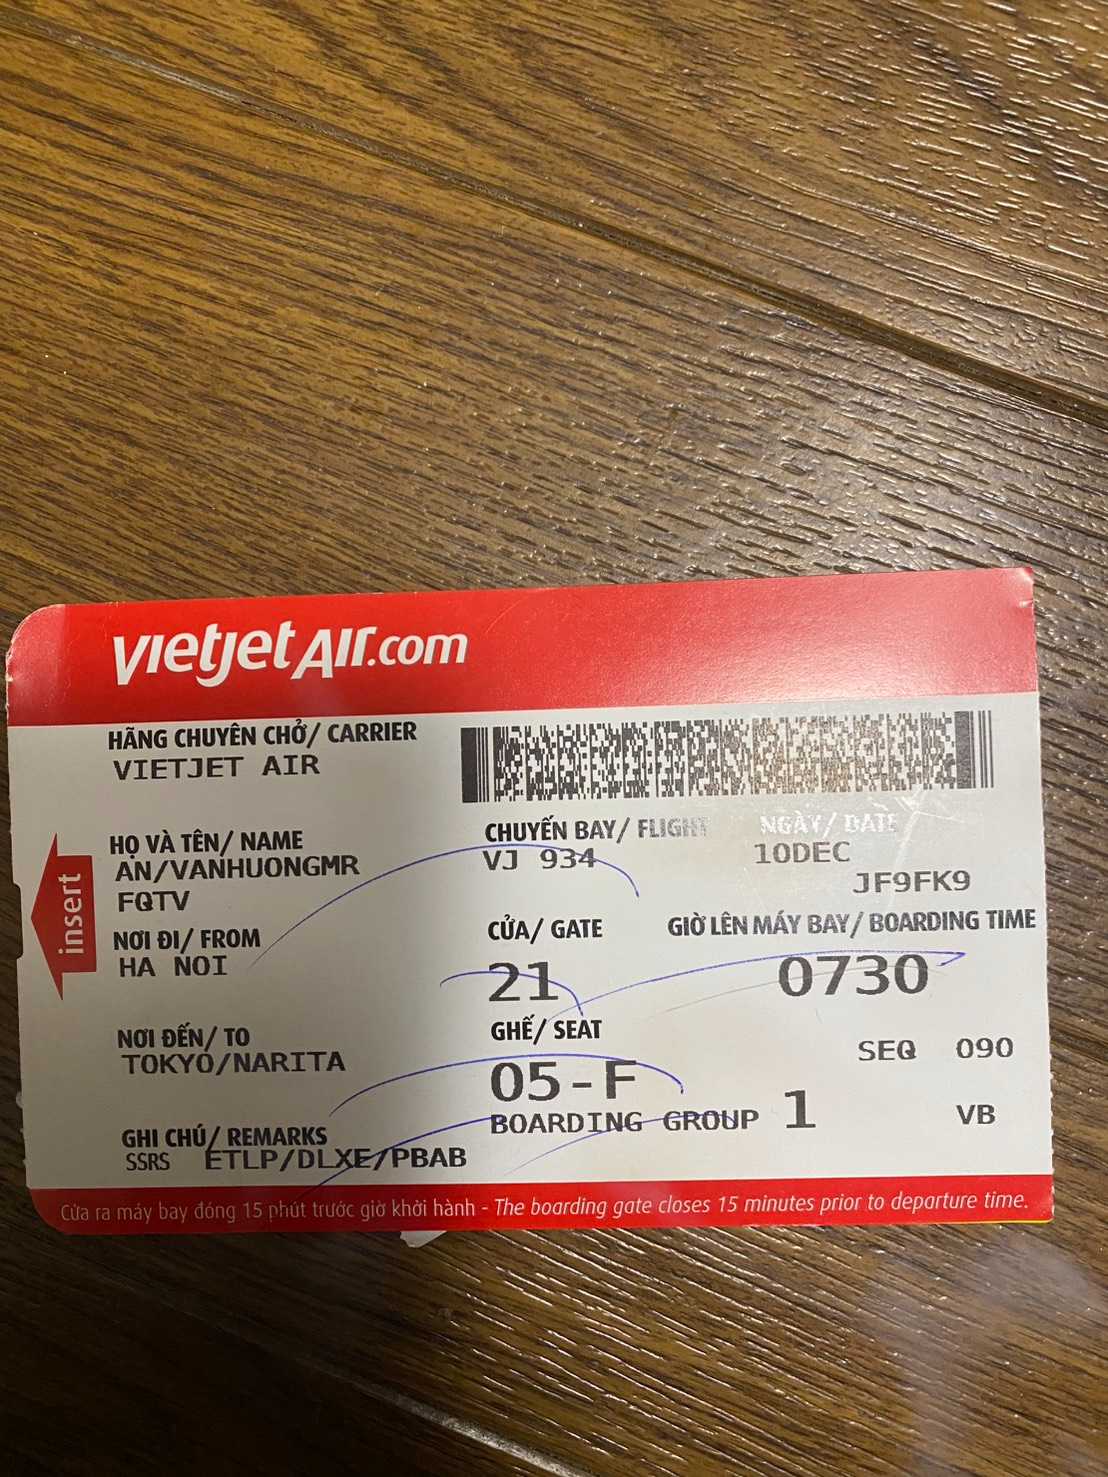 vietjetAir.com
HÃNG CHUYÊN CHỞ/ CARRIER
VIETJET AIR
HỌ VÀ TÊN/ NAME
AN/VANHUONGMR
FQTV
NƠI ĐI/ FROM
HA NOI
NƠI ĐẾN/ TO
TOKYO/NARITA
GHI CHÚ/ REMARKS
SSRS ETLP/DLXE/PBAB
CHUYẾN BAY/ FLIGHT NGÀY/ DATE
VJ 934 10DEC
JF9FK9
CỬA/ GATE GIỜ LÊN MÁY BAY/ BOARDING TIME
21 0730
GHẾ/ SEAT
SEQ 090
05-F
BOARDING GROUP 1 VB
insert
Cửa ra máy bay đóng 15 phút trước giờ khởi hành - The boarding gate closes 15 minutes prior to departure time.